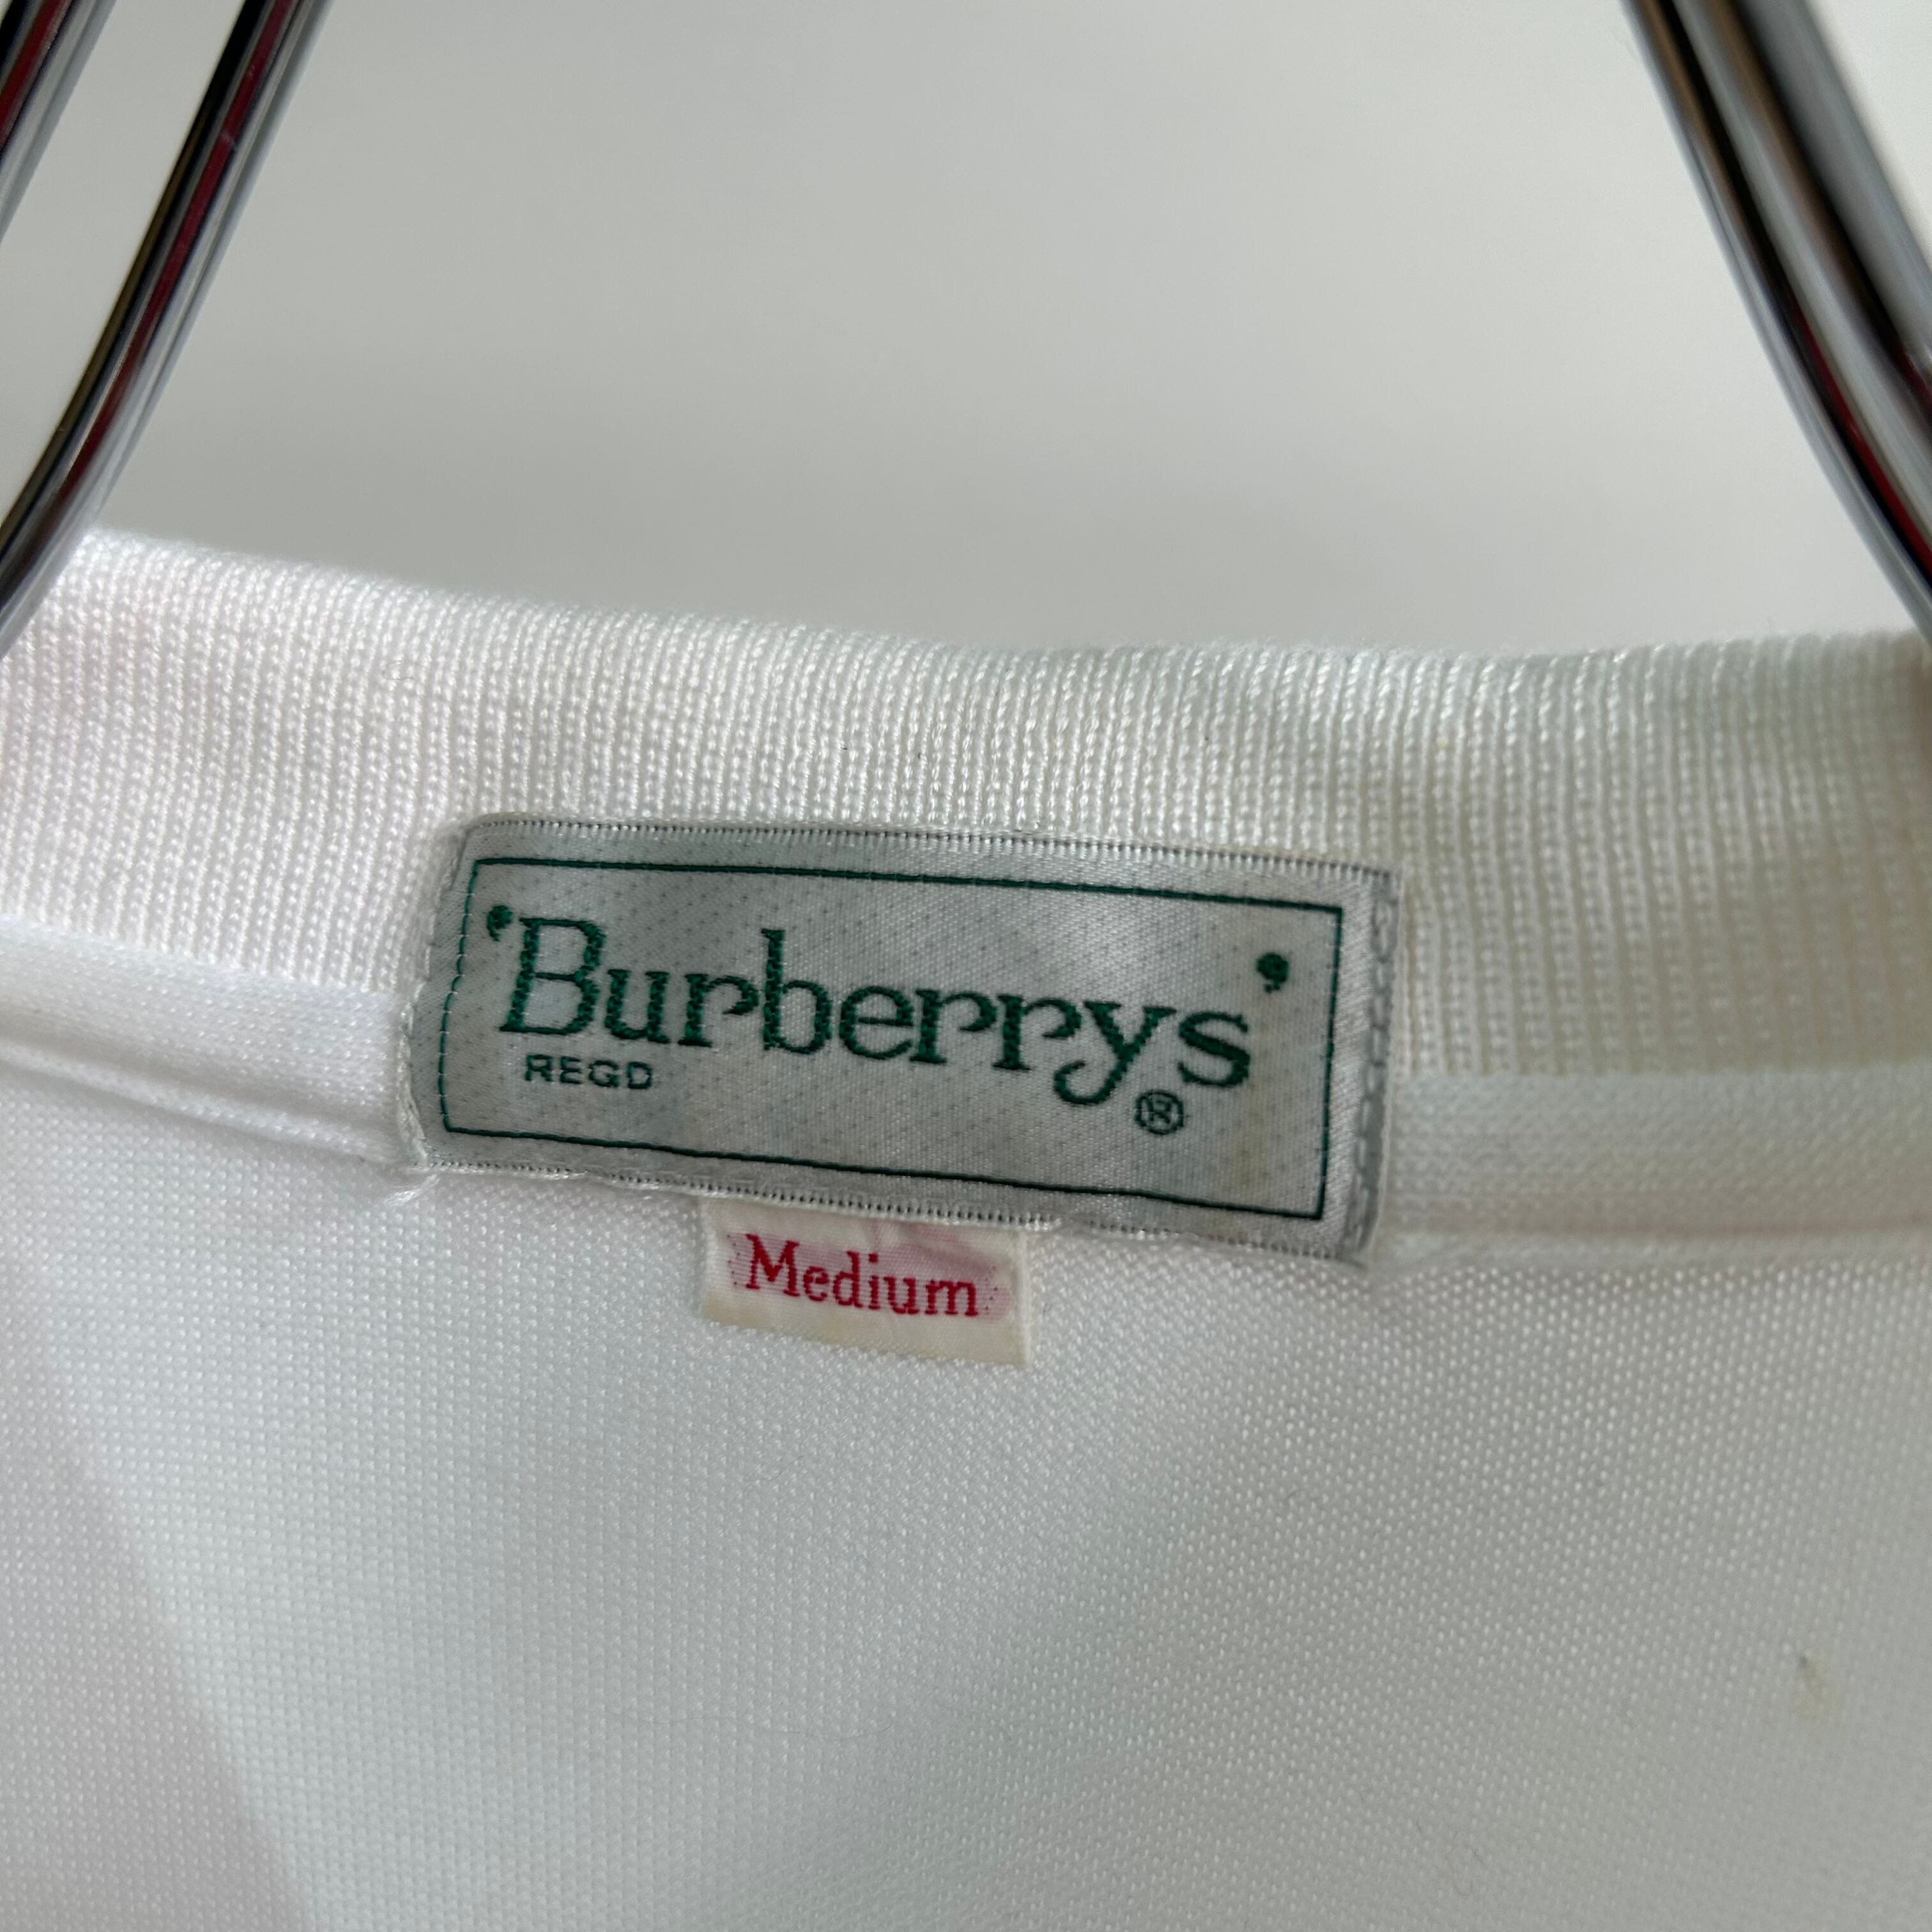 ‘Burberrys’
REGD
®
Medium